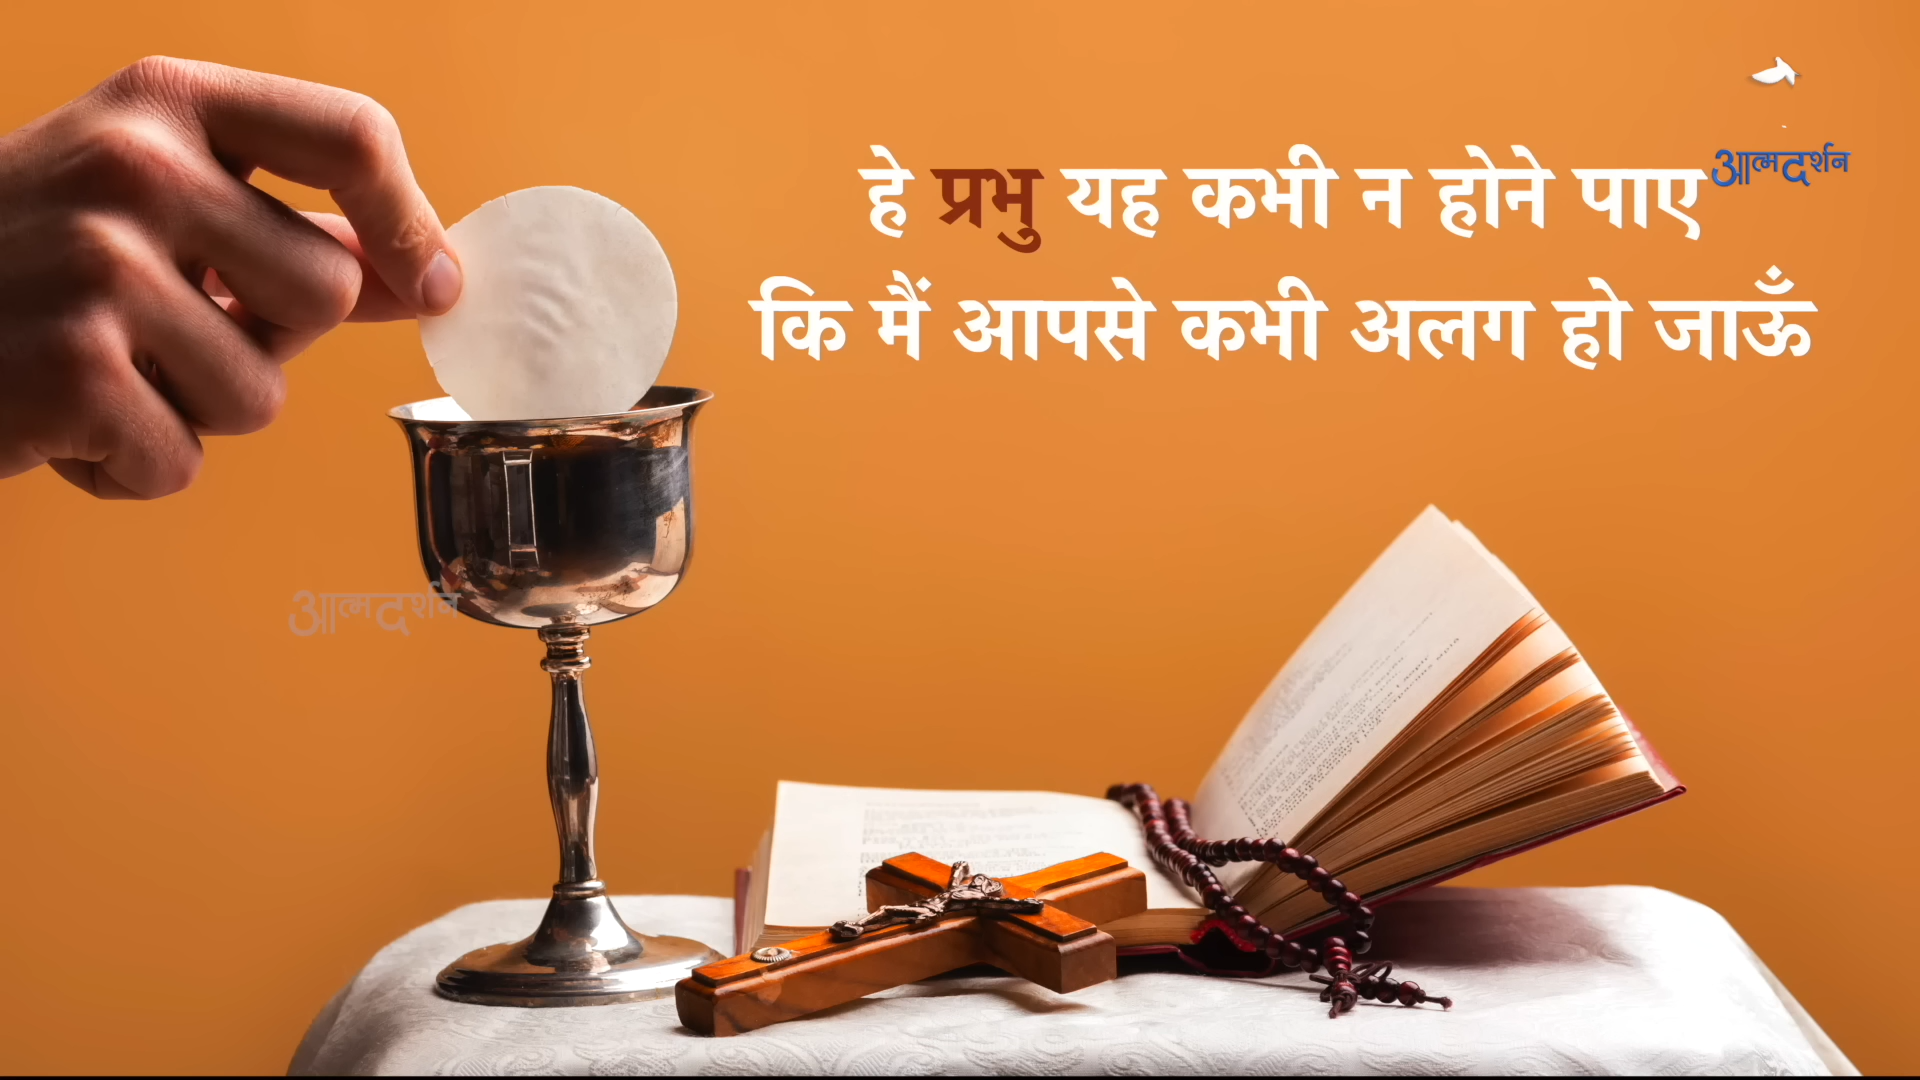 हे प्रभु यह कभी न होने पाए
कि मैं आपसे कभी अलग हो जाऊँ
आत्मदर्शन
आत्मदर्शन